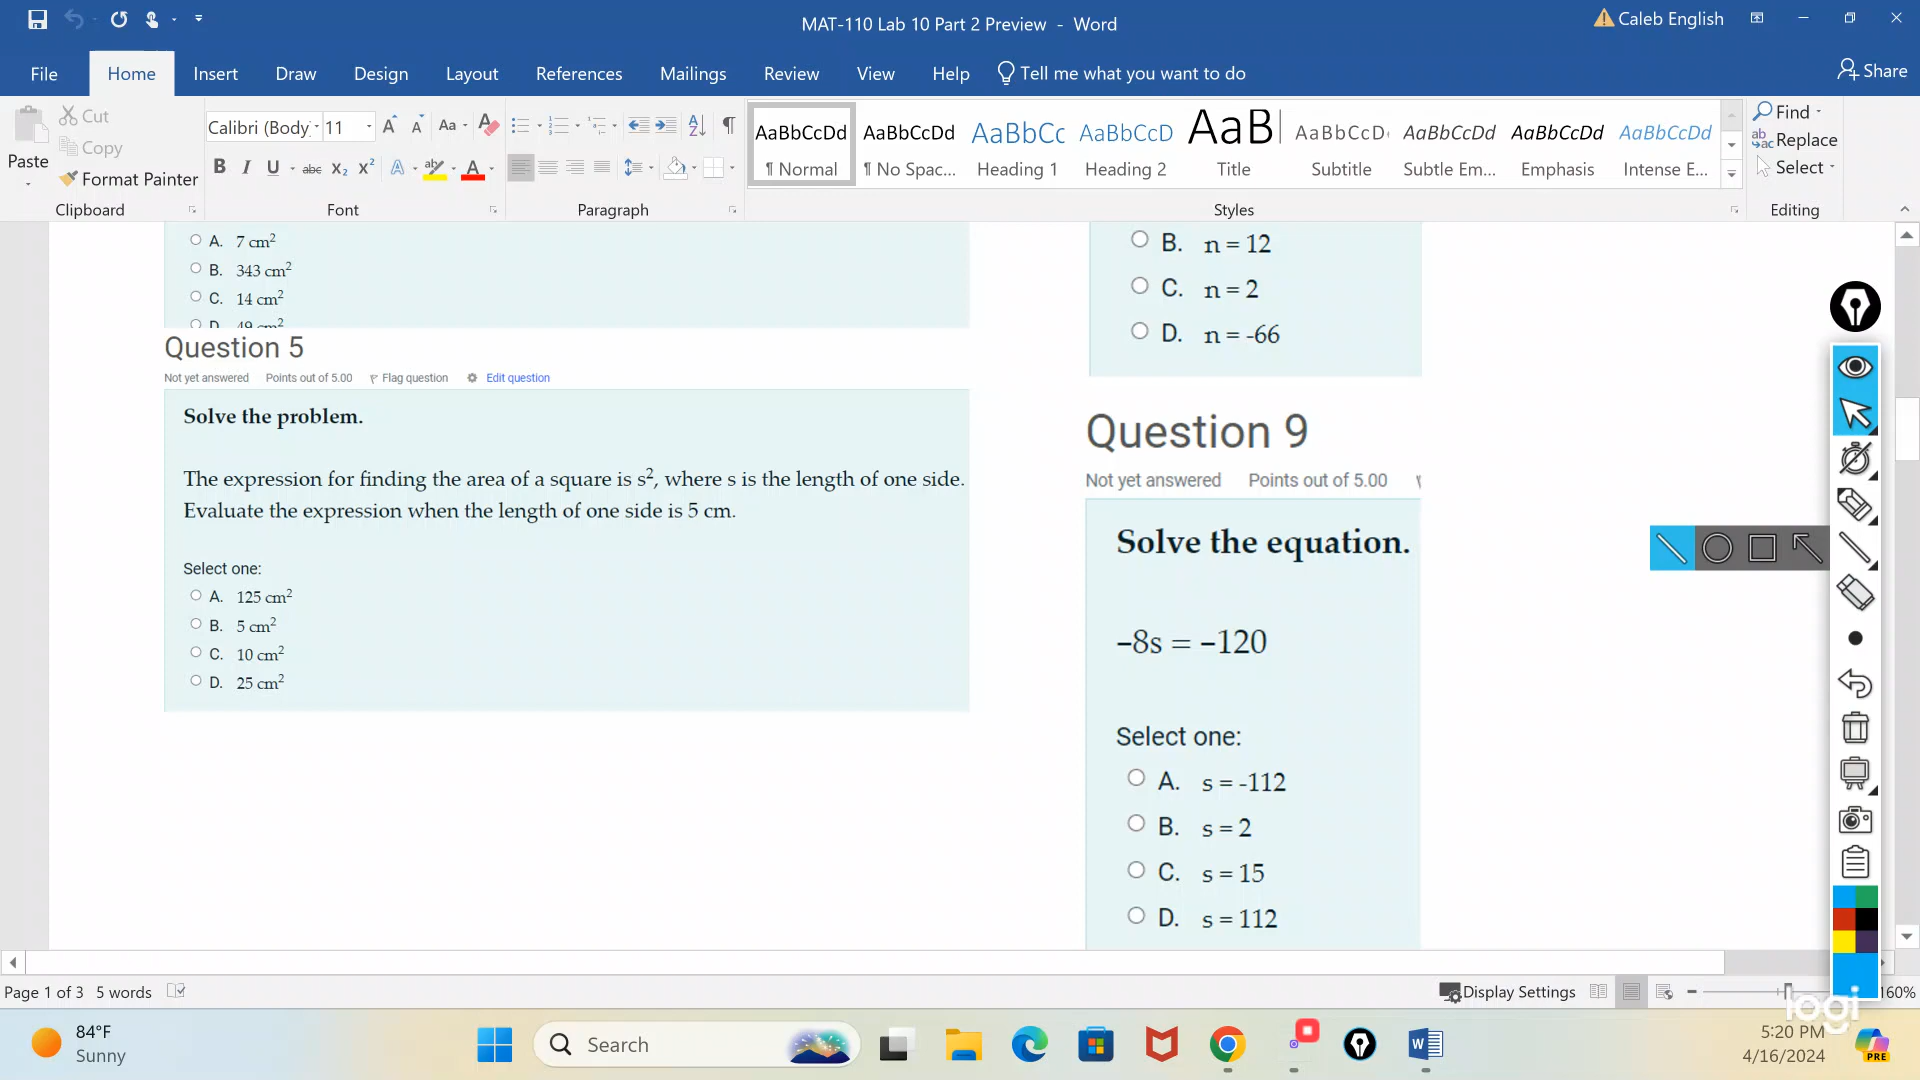 MAT-110 Lab 10 Part 2 Preview - Word
Caleb English
File Home Insert Draw Design Layout References Mailings Review View Help Tell me what you want to do
Share
Paste
Cut
Copy
Format Painter
Clipboard
Calibri (Body) 11
Font
Paragraph
AaBbCcDd AaBbCcDd AaBbCc AaBbCcD AaB AaBbCcD AaBbCcDd AaBbCcDd AaBbCcDd
¶ Normal ¶ No Spac... Heading 1 Heading 2 Title Subtitle Subtle Em... Emphasis Intense E...
Styles
Find
Replace
Select
Editing
A. 7 cm²
B. 343 cm²
C. 14 cm²
D. 49 cm²
Question 5
Not yet answered Points out of 5.00 Flag question Edit question
Solve the problem.
The expression for finding the area of a square is s², where s is the length of one side.
Evaluate the expression when the length of one side is 5 cm.
Select one:
A. 125 cm²
B. 5 cm²
C. 10 cm²
D. 25 cm²
B. n = 12
C. n = 2
D. n = -66
Question 9
Not yet answered Points out of 5.00
Solve the equation.
–8s = –120
Select one:
A. s = -112
B. s = 2
C. s = 15
D. s = 112
Page 1 of 3 5 words
Display Settings
160%
logi
84°F
Sunny
Search
5:20 PM
4/16/2024
PRE